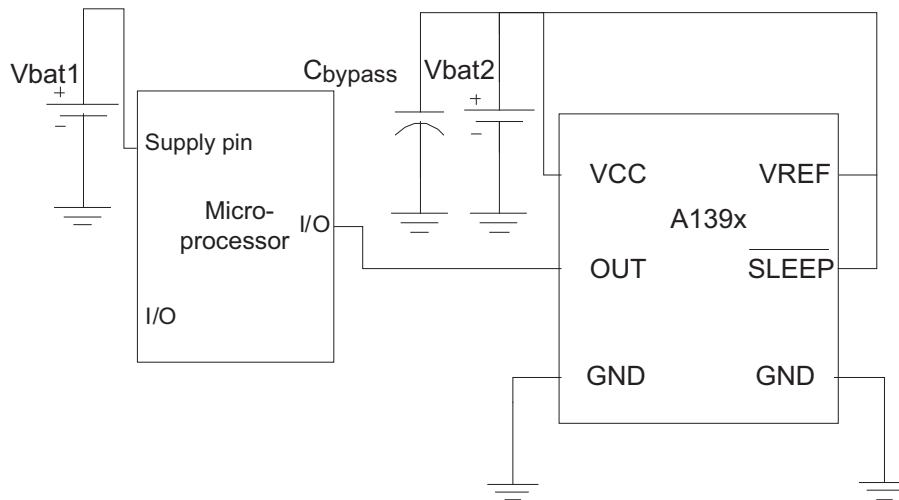 Vbat1
+
-
Cbypass
Vbat2
+
-
Supply pin
Micro-
processor
I/O
I/O
VCC
VREF
A139x
OUT
SLEEP
GND
GND